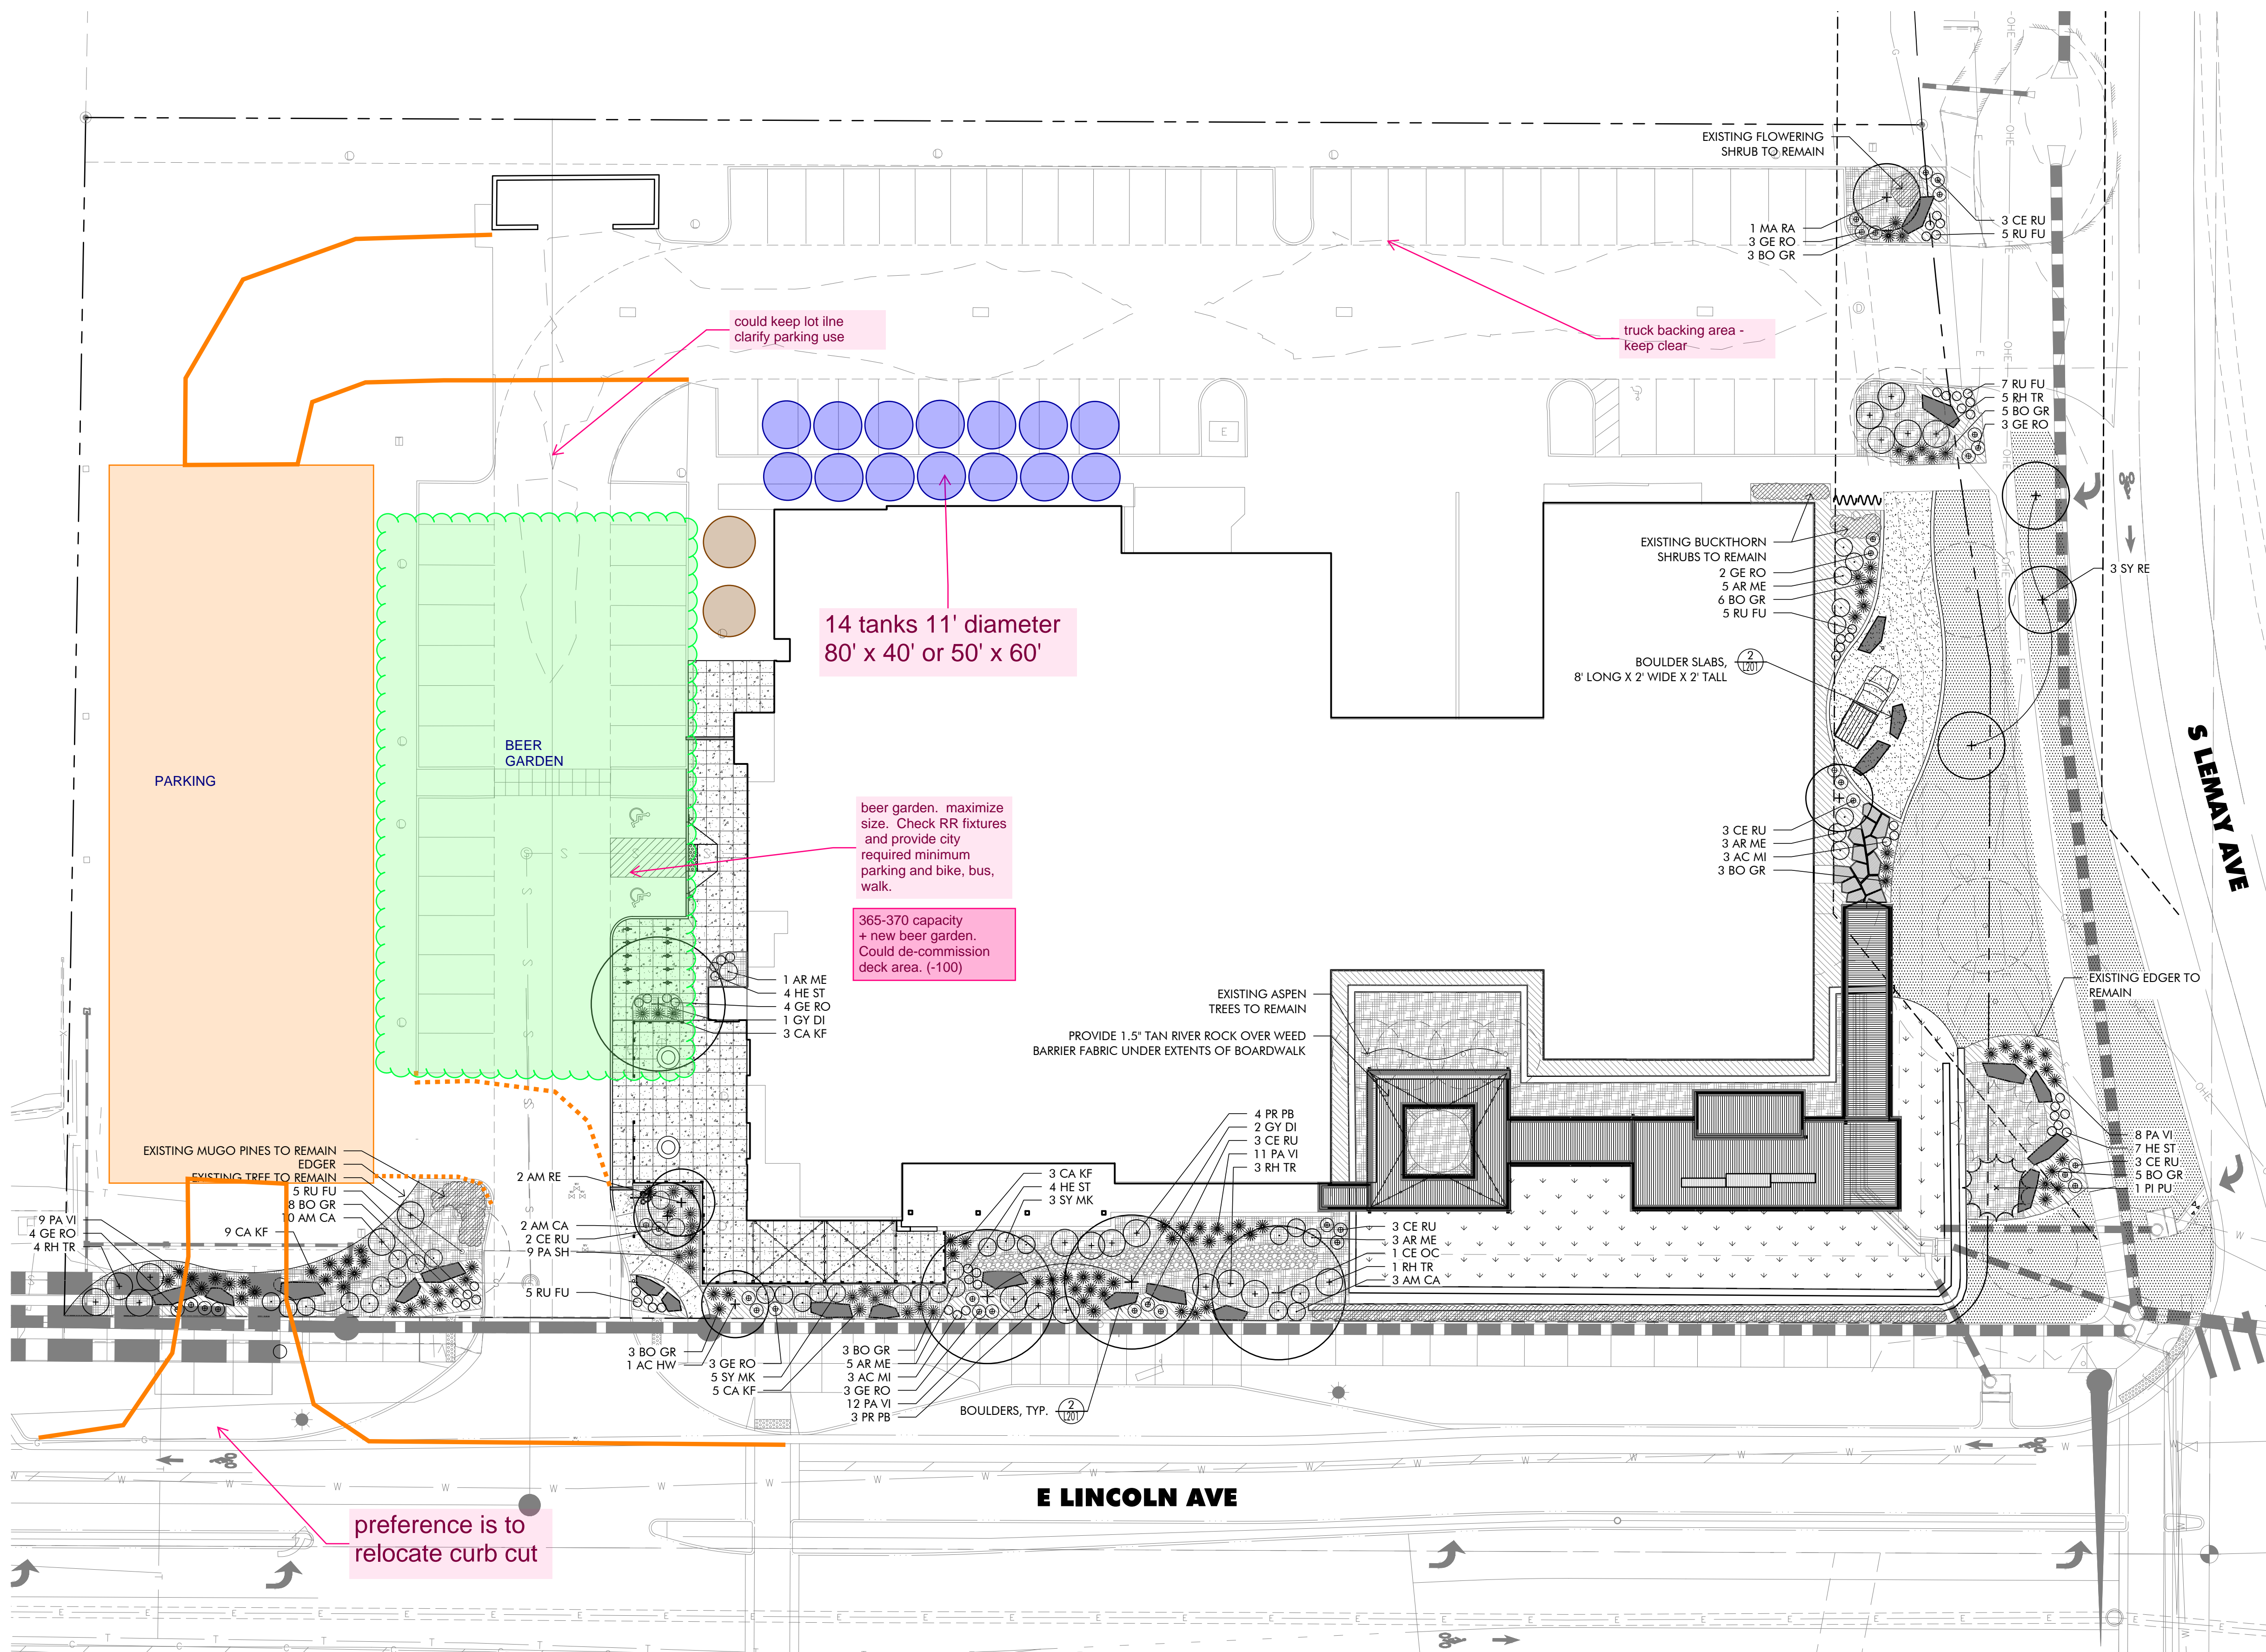 EXISTING FLOWERING
SHRUB TO REMAIN
1 MA RA
3 GE RO
3 BO GR
3 CE RU
5 RU FU
could keep lot ilne
clarify parking use
truck backing area -
keep clear
7 RU FU
5 RH TR
5 BO GR
3 GE RO
E
EXISTING BUCKTHORN
SHRUBS TO REMAIN
2 GE RO
5 AR ME
6 BO GR
5 RU FU
3 SY RE
14 tanks 11' diameter
80' x 40' or 50' x 60'
BOULDER SLABS,
8' LONG X 2' WIDE X 2' TALL
2
L201
BEER
GARDEN
PARKING
S LEMAY AVE
beer garden. maximize
size. Check RR fixtures
and provide city
required minimum
parking and bike, bus,
walk.
3 CE RU
3 AR ME
3 AC MI
3 BO GR
365-370 capacity
+ new beer garden.
Could de-commission
deck area. (-100)
1 AR ME
4 HE ST
4 GE RO
1 GY DI
3 CA KF
EXISTING ASPEN
TREES TO REMAIN
EXISTING EDGER TO
REMAIN
PROVIDE 1.5" TAN RIVER ROCK OVER WEED
BARRIER FABRIC UNDER EXTENTS OF BOARDWALK
4 PR PB
2 GY DI
3 CE RU
11 PA VI
3 RH TR
8 PA VI
7 HE ST
3 CE RU
5 BO GR
1 PI PU
EXISTING MUGO PINES TO REMAIN
EDGER
EXISTING TREE TO REMAIN
5 RU FU
8 BO GR
10 AM CA
9 CA KF
9 PA VI
4 GE RO
4 RH TR
2 AM RE
2 AM CA
2 CE RU
9 PA SH
5 RU FU
3 CA KF
4 HE ST
3 SY MK
3 CE RU
3 AR ME
1 CE OC
1 RH TR
3 AM CA
3 BO GR
1 AC HW
3 GE RO
5 SY MK
5 CA KF
3 BO GR
5 AR ME
3 AC MI
3 GE RO
12 PA VI
3 PR PB
BOULDERS, TYP.
2
L201
E LINCOLN AVE
preference is to
relocate curb cut